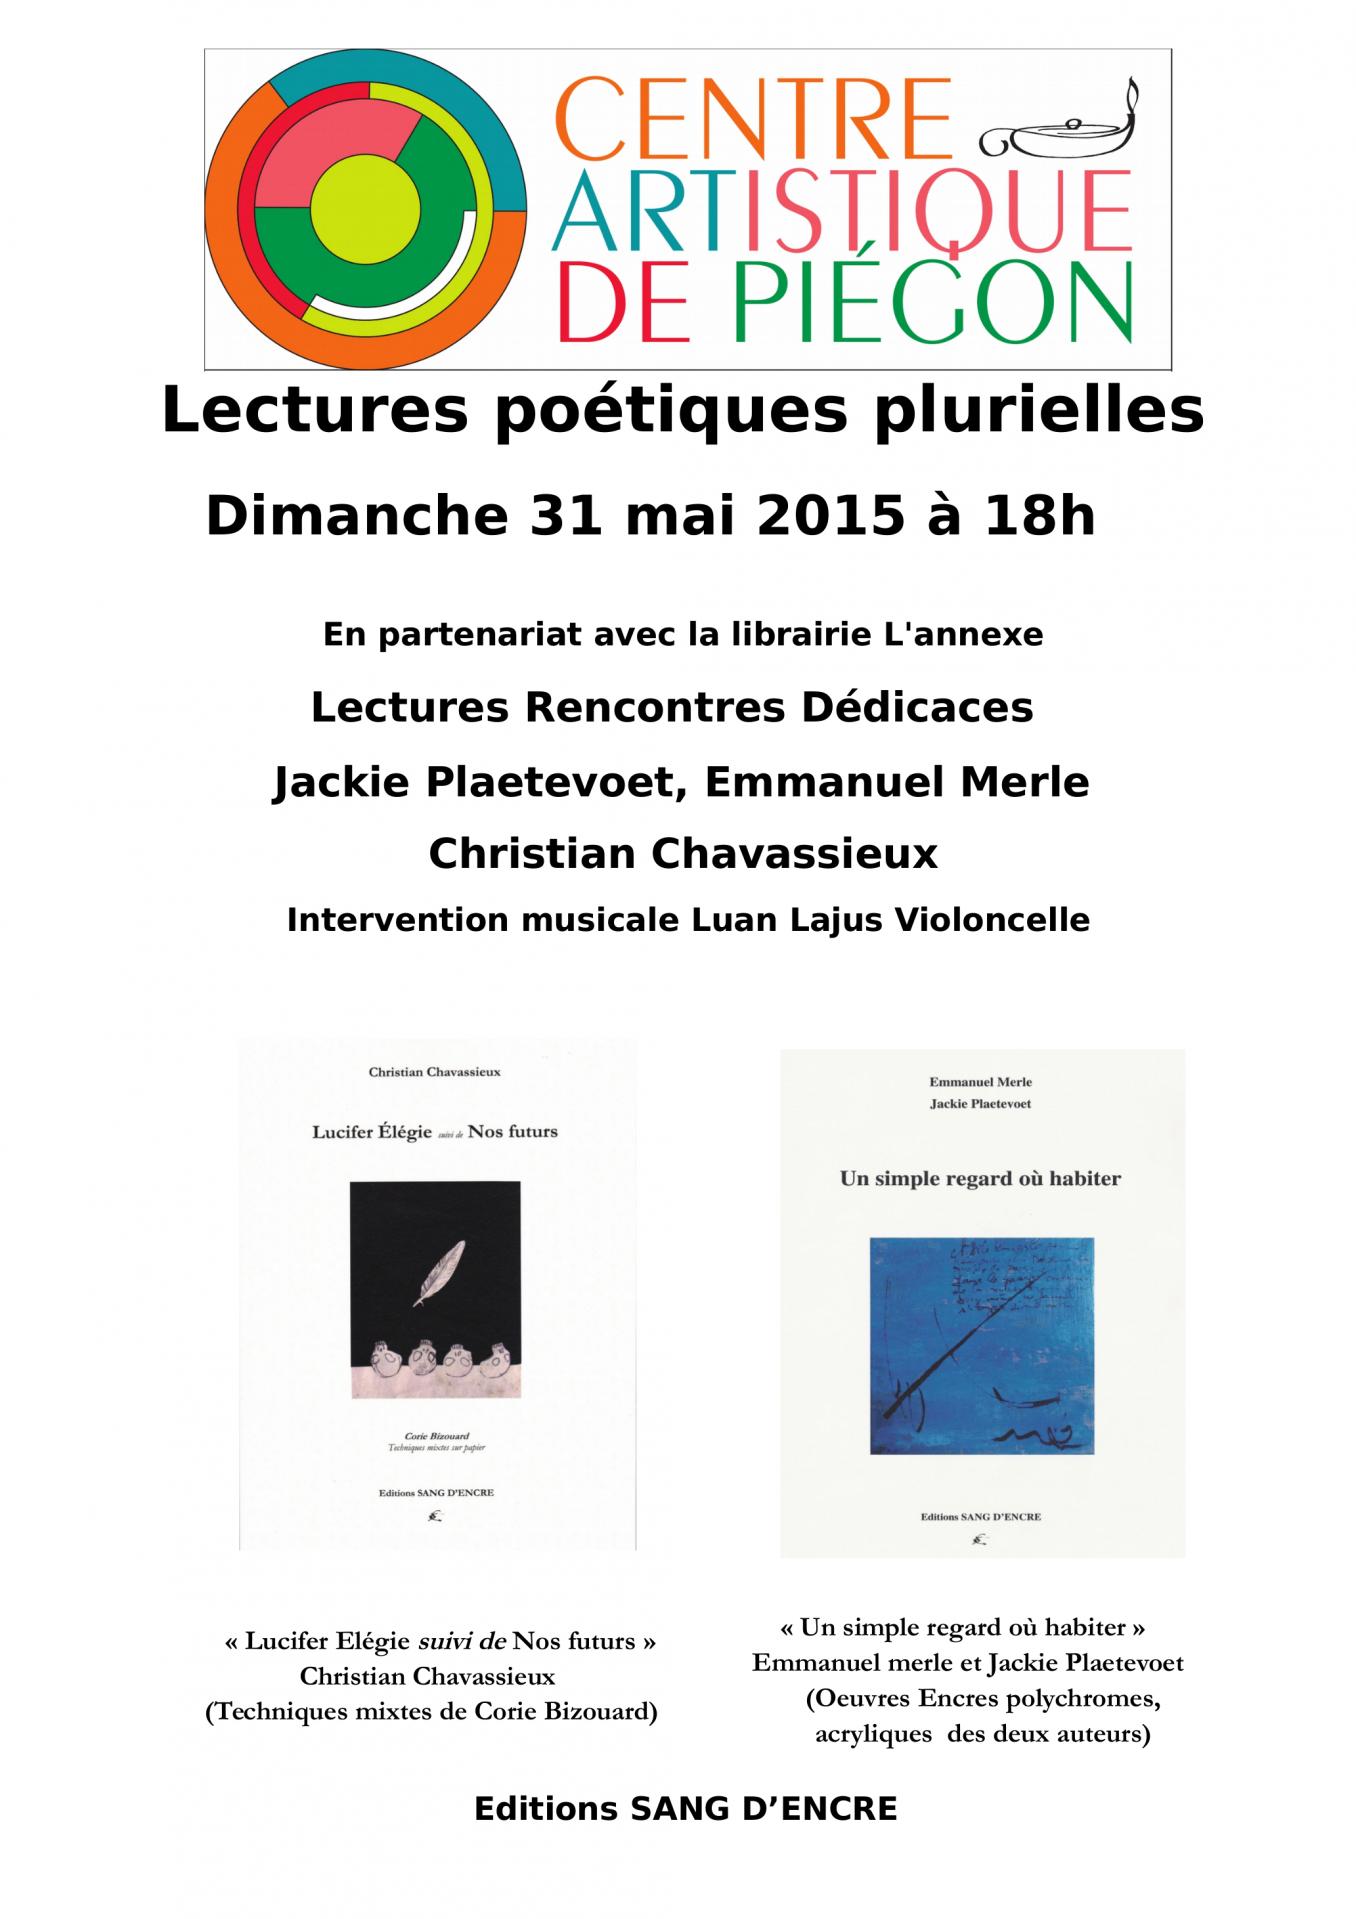 CENTRE
ARTISTIQUE
DE PIÉGON
Lectures poétiques plurielles
Dimanche 31 mai 2015 à 18h
En partenariat avec la librairie L'annexe
Lectures Rencontres Dédicaces
Jackie Plaetevoet, Emmanuel Merle
Christian Chavassieux
Intervention musicale Luan Lajus Violoncelle
Christian Chavassieux
Lucifer Élégie suivi de Nos futurs
Corie Bizouard
Techniques mixtes sur papier
Editions SANG D'ENCRE
Emmanuel Merle
Jackie Plaetevoet
Un simple regard où habiter
Editions SANG D'ENCRE
« Lucifer Elégie suivi de Nos futurs »
Christian Chavassieux
(Techniques mixtes de Corie Bizouard)
« Un simple regard où habiter »
Emmanuel merle et Jackie Plaetevoet
(Oeuvres Encres polychromes,
acryliques  des deux auteurs)
Editions SANG D’ENCRE